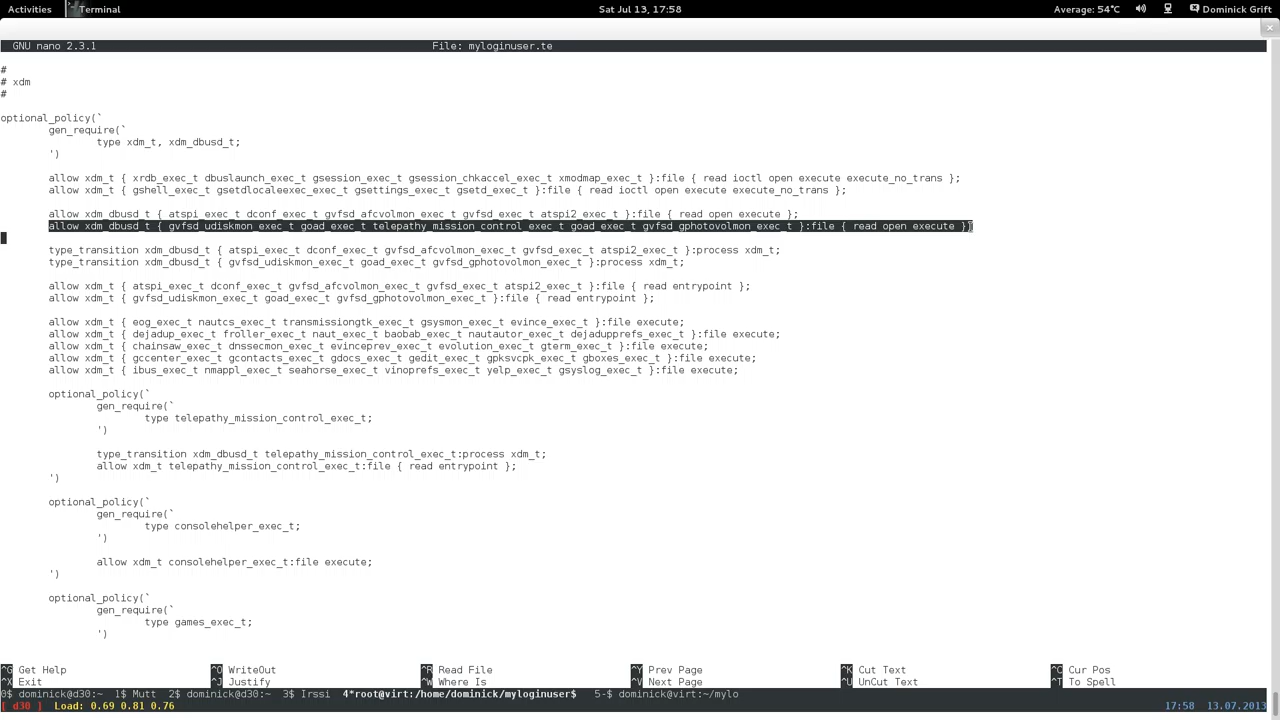 Activities Terminal Sat Jul 13, 17:58 Average: 54°C Dominick Grift
GNU nano 2.3.1 File: myloginuser.te
#
# xdm
#
optional_policy(`
gen_require(`
type xdm_t, xdm_dbusd_t;
')
allow xdm_t { xrdb_exec_t dbuslaunch_exec_t gsession_exec_t gsession_chkaccel_exec_t xmodmap_exec_t }:file { read ioctl open execute execute_no_trans };
allow xdm_t { gshell_exec_t gsetdlocaleexec_exec_t gsettings_exec_t gsetd_exec_t }:file { read ioctl open execute execute_no_trans };
allow xdm_dbusd_t { atspi_exec_t dconf_exec_t gvfsd_afcvolmon_exec_t gvfsd_exec_t atspi2_exec_t }:file { read open execute };
allow xdm_dbusd_t { gvfsd_udiskmon_exec_t goad_exec_t telepathy_mission_control_exec_t goad_exec_t gvfsd_gphotovolmon_exec_t }:file { read open execute };
type_transition xdm_dbusd_t { atspi_exec_t dconf_exec_t gvfsd_afcvolmon_exec_t gvfsd_exec_t atspi2_exec_t }:process xdm_t;
type_transition xdm_dbusd_t { gvfsd_udiskmon_exec_t goad_exec_t gvfsd_gphotovolmon_exec_t }:process xdm_t;
allow xdm_t { atspi_exec_t dconf_exec_t gvfsd_afcvolmon_exec_t gvfsd_exec_t atspi2_exec_t }:file { read entrypoint };
allow xdm_t { gvfsd_udiskmon_exec_t goad_exec_t gvfsd_gphotovolmon_exec_t }:file { read entrypoint };
allow xdm_t { eog_exec_t nautcs_exec_t transmissiongtk_exec_t gsysmon_exec_t evince_exec_t }:file execute;
allow xdm_t { dejadup_exec_t froller_exec_t naut_exec_t baobab_exec_t nautautor_exec_t dejadupprefs_exec_t }:file execute;
allow xdm_t { chainsaw_exec_t dnssecmon_exec_t evinceprev_exec_t evolution_exec_t gterm_exec_t }:file execute;
allow xdm_t { gccenter_exec_t gcontacts_exec_t gdocs_exec_t gedit_exec_t gpksvcpk_exec_t gboxes_exec_t }:file execute;
allow xdm_t { ibus_exec_t nmappl_exec_t seahorse_exec_t vinoprefs_exec_t yelp_exec_t gsyslog_exec_t }:file execute;
optional_policy(`
gen_require(`
type telepathy_mission_control_exec_t;
')
type_transition xdm_dbusd_t telepathy_mission_control_exec_t:process xdm_t;
allow xdm_t telepathy_mission_control_exec_t:file { read entrypoint };
')
optional_policy(`
gen_require(`
type consolehelper_exec_t;
')
allow xdm_t consolehelper_exec_t:file execute;
')
optional_policy(`
gen_require(`
type games_exec_t;
')
^G Get Help ^O WriteOut ^R Read File ^Y Prev Page ^K Cut Text ^C Cur Pos
^X Exit ^J Justify ^W Where Is ^V Next Page ^U UnCut Text ^T To Spell
0$ dominick@d30:~ 1$ Mutt 2$ dominick@d30:~ 3$ Irssi 4*root@virt:/home/dominick/myloginuser$ 5-$ dominick@virt:~/mylo
[ d30 ] Load: 0.69 0.81 0.76 17:58 13.07.2013